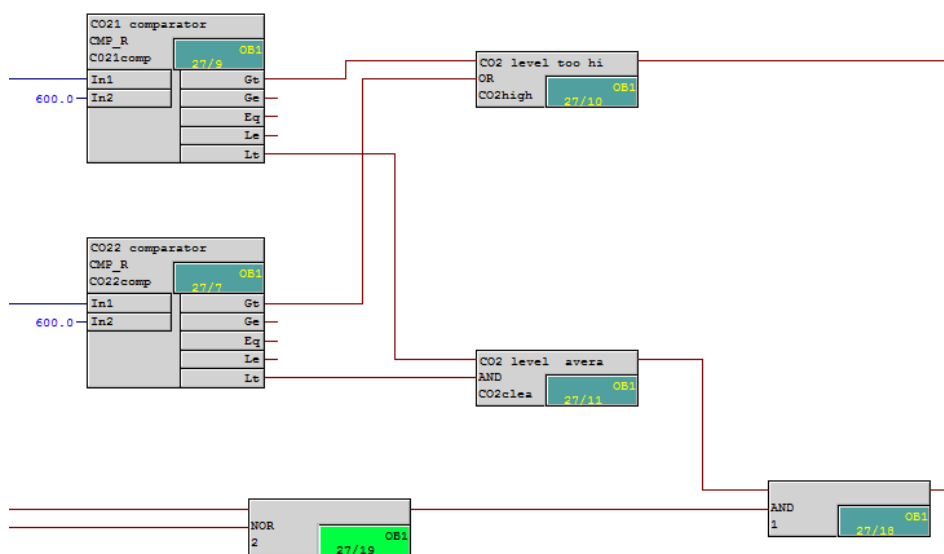 CO21 comparator
CMP_R
C021comp
OB1
27/9
In1
600.0
In2
Gt
Ge
Eq
Le
Lt
CO2 level too hi
OR
CO2high
OB1
27/10
CO22 comparator
CMP_R
CO22comp
OB1
27/7
In1
600.0
In2
Gt
Ge
Eq
Le
Lt
CO2 level  avera
AND
CO2clea
OB1
27/11
NOR
2
OB1
27/19
AND
1
OB1
27/18